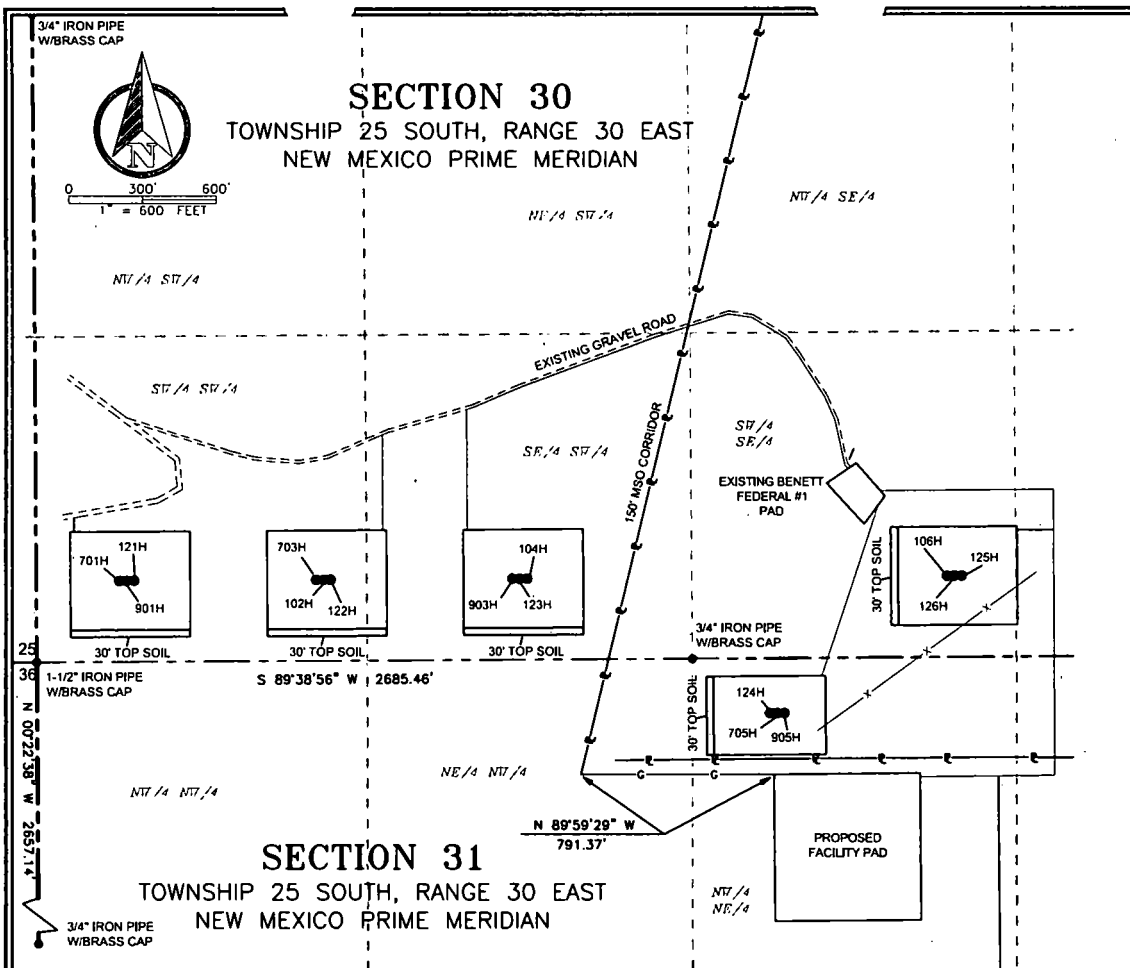 3/4" IRON PIPE
W/BRASS CAP
N
SECTION 30
TOWNSHIP 25 SOUTH, RANGE 30 EAST
NEW MEXICO PRIME MERIDIAN
0 300' 600'
1" = 600 FEET
NE/4 SW/4
NW/4 SE/4
NW/4 SW/4
EXISTING GRAVEL ROAD
SW/4 SW/4
SE/4 SW/4
150' MSO CORRIDOR
SW/4
SE/4
EXISTING BENETT
FEDERAL #1
PAD
701H
121H
901H
703H
102H
122H
104H
903H
123H
30' TOP SOIL
106H
125H
126H
30' TOP SOIL
30' TOP SOIL
30' TOP SOIL
3/4" IRON PIPE
W/BRASS CAP
25
36
1-1/2" IRON PIPE
W/BRASS CAP
S 89°38'56" W 2685.46'
30' TOP SOIL
124H
705H
905H
N 00°22'38" W 2657.14'
NW/4 NW/4
NE/4 NW/4
G G
X X X
N 89°59'29" W
791.37'
PROPOSED
FACILITY PAD
SECTION 31
TOWNSHIP 25 SOUTH, RANGE 30 EAST
NEW MEXICO PRIME MERIDIAN
NW/4
NE/4
3/4" IRON PIPE
W/BRASS CAP